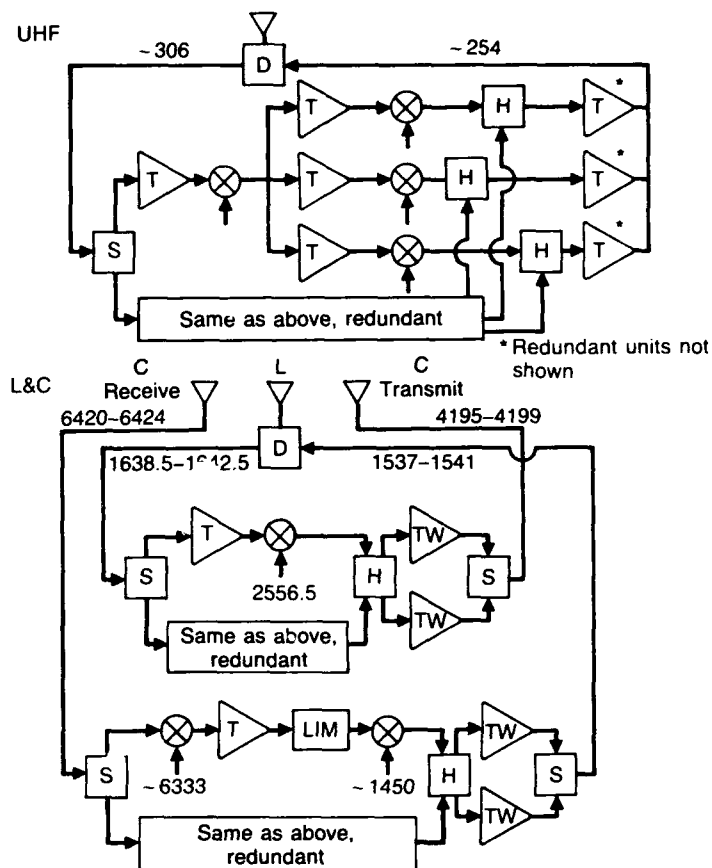 UHF
~306
D
~254
T
H
T
*
T
T
H
T
*
S
T
H
T
*
Same as above, redundant
* Redundant units not
shown
L&C
C
Receive
L
C
Transmit
6420–6424
4195–4199
D
1537–1541
T
TW
S
H
S
2556.5
TW
Same as above,
redundant
T
LIM
TW
S
~6333
~1450
H
S
TW
Same as above,
redundant